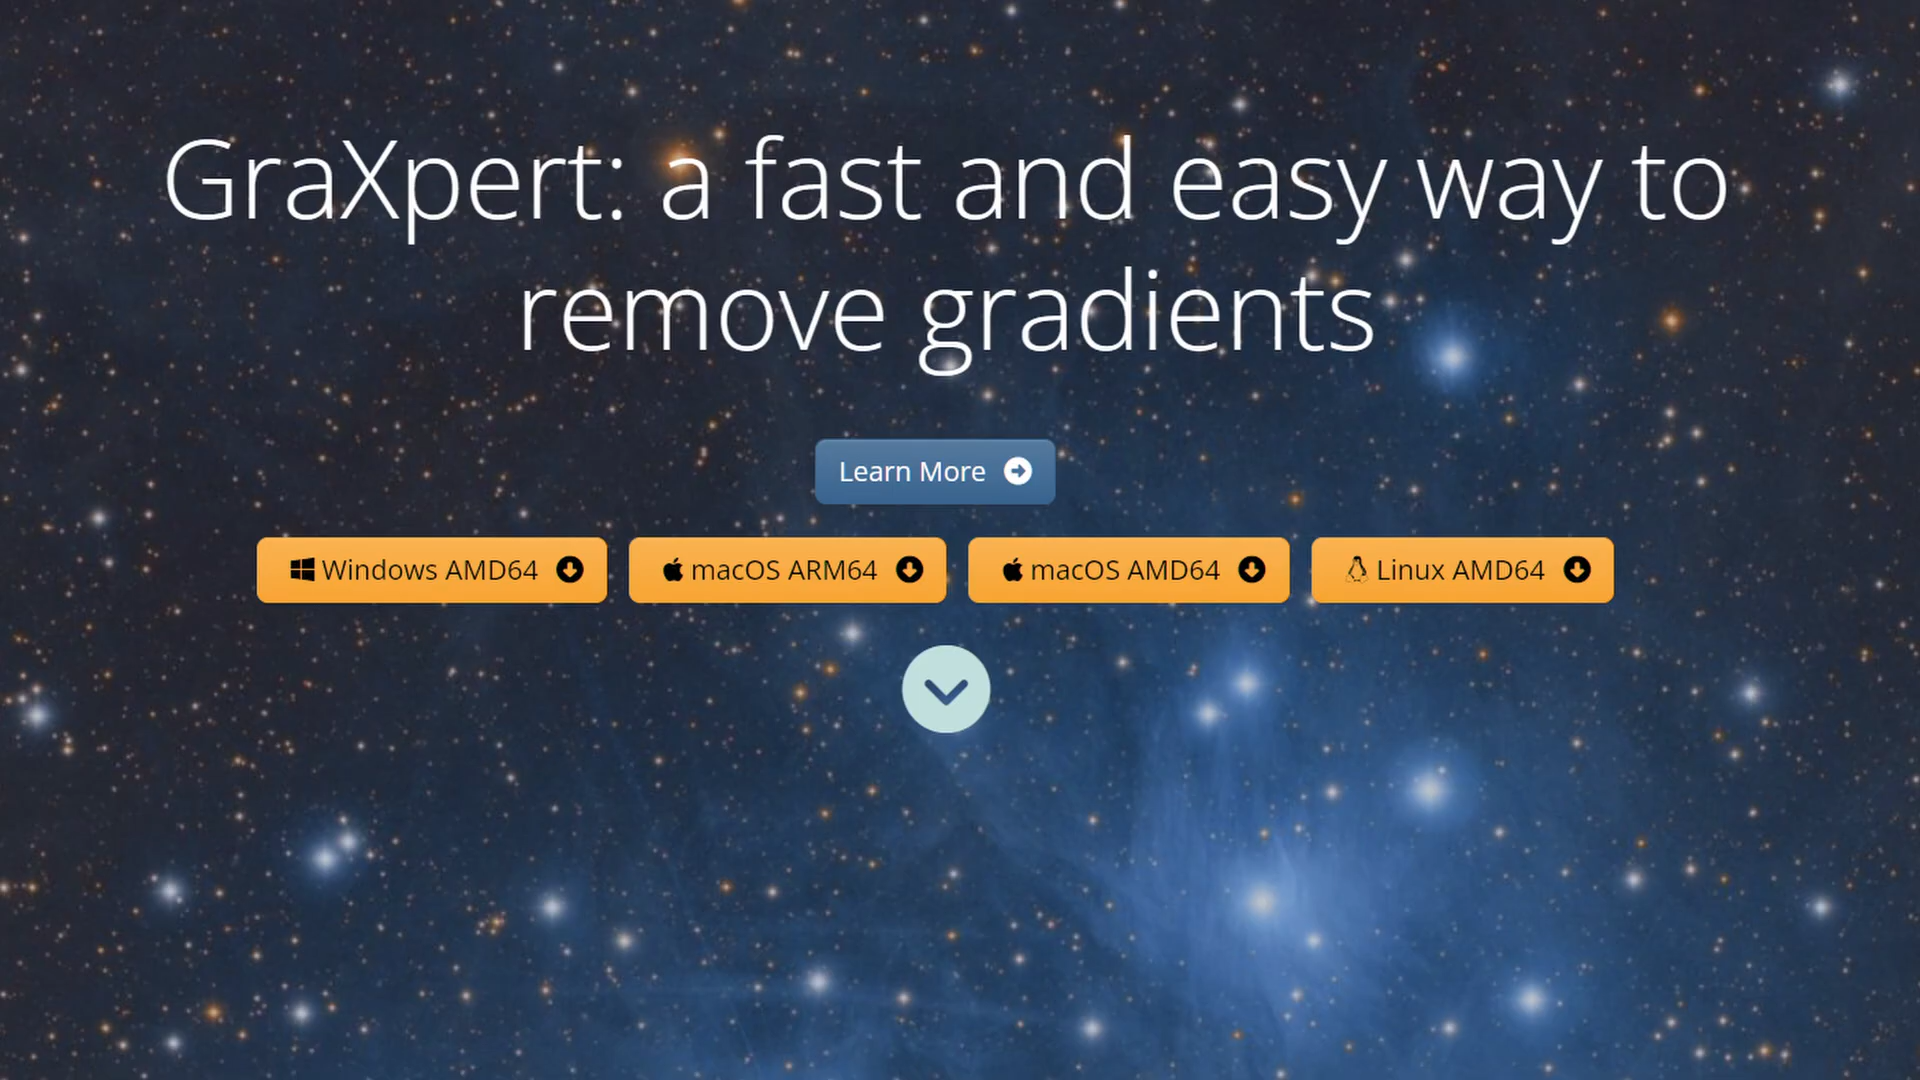 GraXpert: a fast and easy way to
remove gradients
Learn More
Windows AMD64
macOS ARM64
macOS AMD64
Linux AMD64